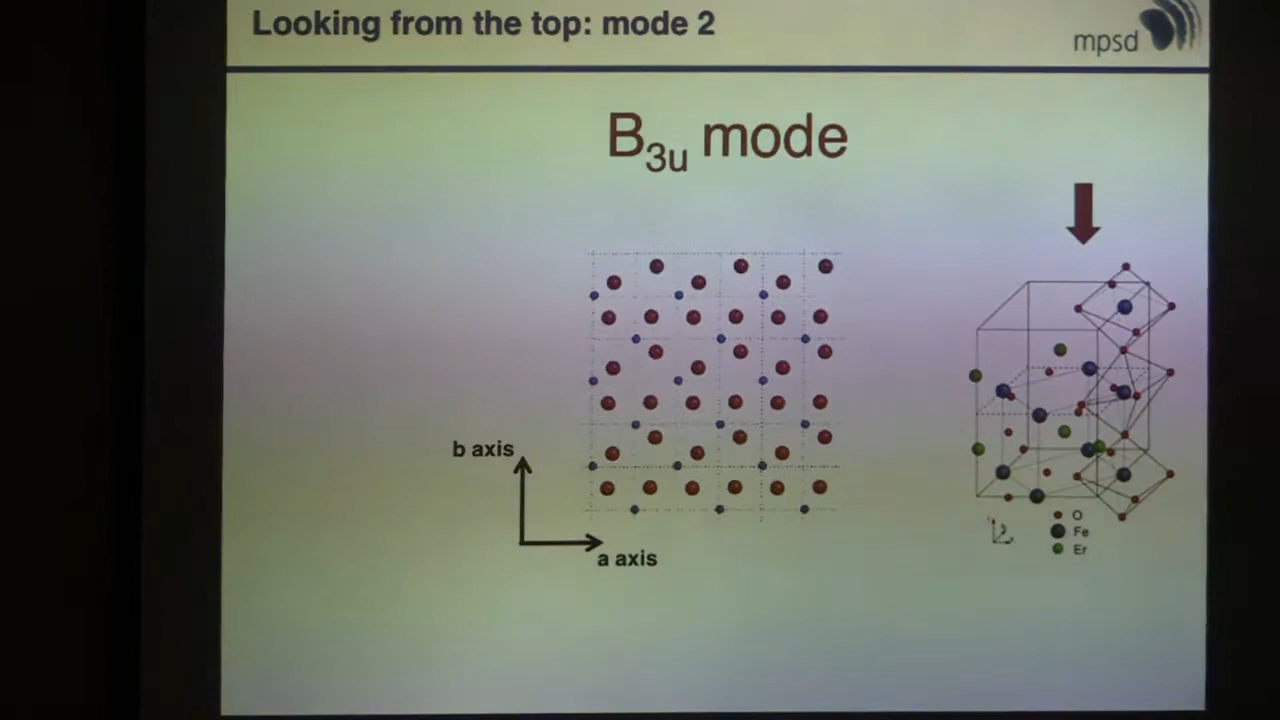 Looking from the top: mode 2
mpsd
B3u mode
b axis
a axis
O
Fe
Er